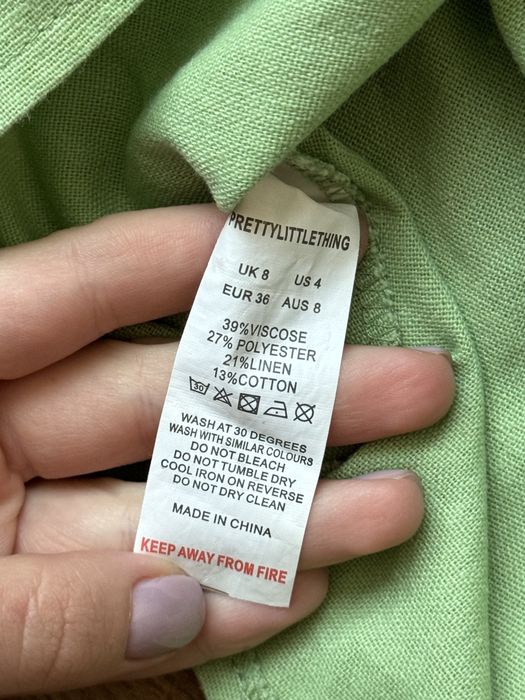 PRETTYLITTLETHING
UK 8 US 4
EUR 36 AUS 8
39%VISCOSE
27% POLYESTER
21%LINEN
13%COTTON
30
WASH AT 30 DEGREES
WASH WITH SIMILAR COLOURS
DO NOT BLEACH
DO NOT TUMBLE DRY
COOL IRON ON REVERSE
DO NOT DRY CLEAN
MADE IN CHINA
KEEP AWAY FROM FIRE